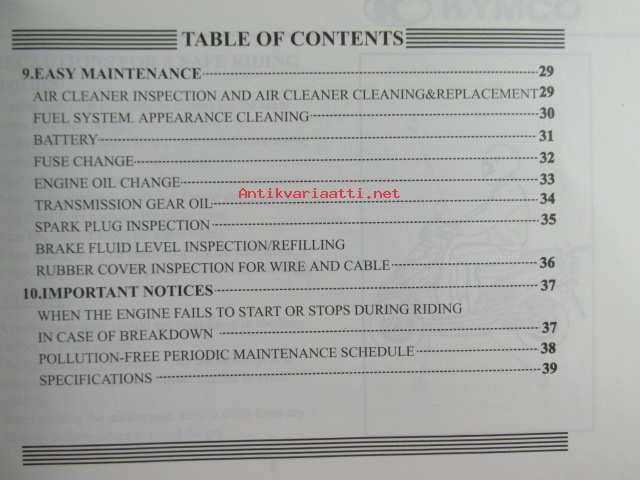 KYMCO
TABLE OF CONTENTS
9.EASY MAINTENANCE 29
AIR CLEANER INSPECTION AND AIR CLEANER CLEANING&REPLACEMENT 29
FUEL SYSTEM. APPEARANCE CLEANING 30
BATTERY 31
FUSE CHANGE 32
ENGINE OIL CHANGE 33
Antikvariaatti.net
TRANSMISSION GEAR OIL 34
SPARK PLUG INSPECTION 35
BRAKE FLUID LEVEL INSPECTION/REFILLING
RUBBER COVER INSPECTION FOR WIRE AND CABLE 36
10.IMPORTANT NOTICES 37
WHEN THE ENGINE FAILS TO START OR STOPS DURING RIDING
IN CASE OF BREAKDOWN 37
POLLUTION-FREE PERIODIC MAINTENANCE SCHEDULE 38
SPECIFICATIONS 39